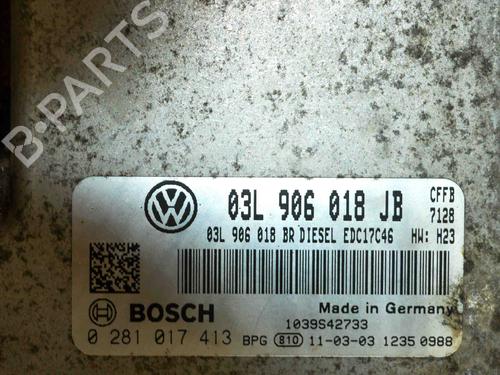 B-PARTS
B-PARTS
03L 906 018 JB CFFB
7128
03L 906 018 BR DIESEL EDC17C46 HW: H23
BOSCH
Made in Germany
1039S42733
0 281 017 413 BPG 810 11-03-03 1235 0988